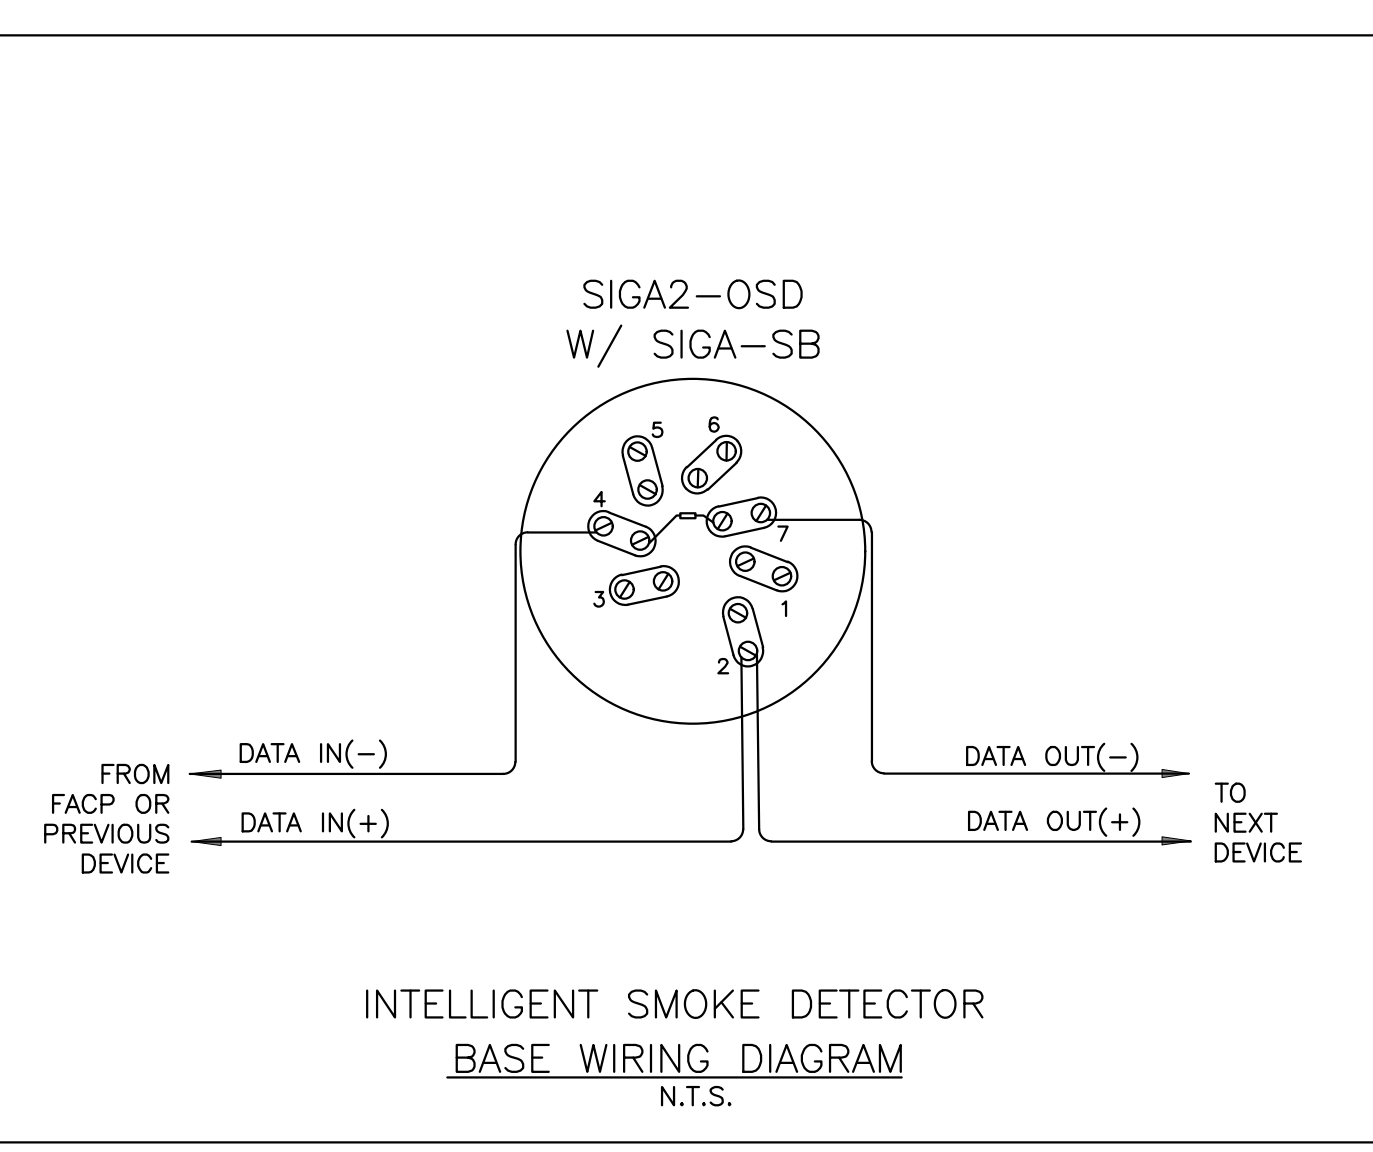 SIGA2-OSD
W/ SIGA-SB
5
6
4
7
3
1
2
DATA IN(-)
DATA OUT(-)
FROM
FACP OR
PREVIOUS
DEVICE
DATA IN(+)
DATA OUT(+)
TO
NEXT
DEVICE
INTELLIGENT SMOKE DETECTOR
BASE WIRING DIAGRAM
N.T.S.